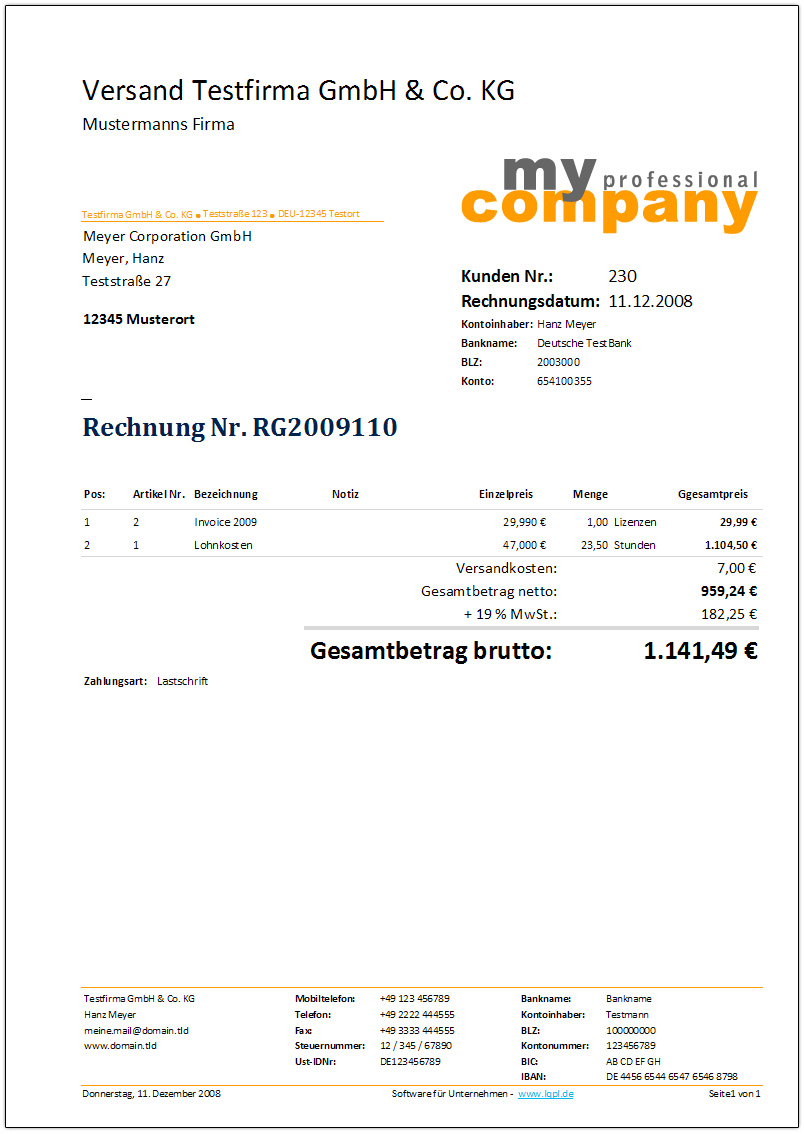 Versand Testfirma GmbH & Co. KG
Mustermanns Firma
my professional
company
Testfirma GmbH & Co. KG ■ Teststraße 123 ■ DEU-12345 Testort
Meyer Corporation GmbH
Meyer, Hanz
Teststraße 27
12345 Musterort
Kunden Nr.: 230
Rechnungsdatum: 11.12.2008
Kontoinhaber: Hanz Meyer
Bankname: Deutsche TestBank
BLZ: 2003000
Konto: 654100355
—
Rechnung Nr. RG2009110
Pos: Artikel Nr. Bezeichnung Notiz Einzelpreis Menge Ggesamtpreis
1 2 Invoice 2009 29,990 € 1,00 Lizenzen 29,99 €
2 1 Lohnkosten 47,000 € 23,50 Stunden 1.104,50 €
Versandkosten: 7,00 €
Gesamtbetrag netto: 959,24 €
+ 19 % MwSt.: 182,25 €
Gesamtbetrag brutto: 1.141,49 €
Zahlungsart: Lastschrift
Testfirma GmbH & Co. KG Mobiltelefon: +49 123 456789 Bankname: Bankname
Hanz Meyer Telefon: +49 2222 444555 Kontoinhaber: Testmann
meine.mail@domain.tld Fax: +49 3333 444555 BLZ: 100000000
www.domain.tld Steuernummer: 12 / 345 / 67890 Kontonummer: 123456789
Ust-IDNr: DE123456789 BIC: AB CD EF GH
IBAN: DE 4456 6544 6547 6546 8798
Donnerstag, 11. Dezember 2008 Software für Unternehmen - www.lgpl.de Seite1 von 1